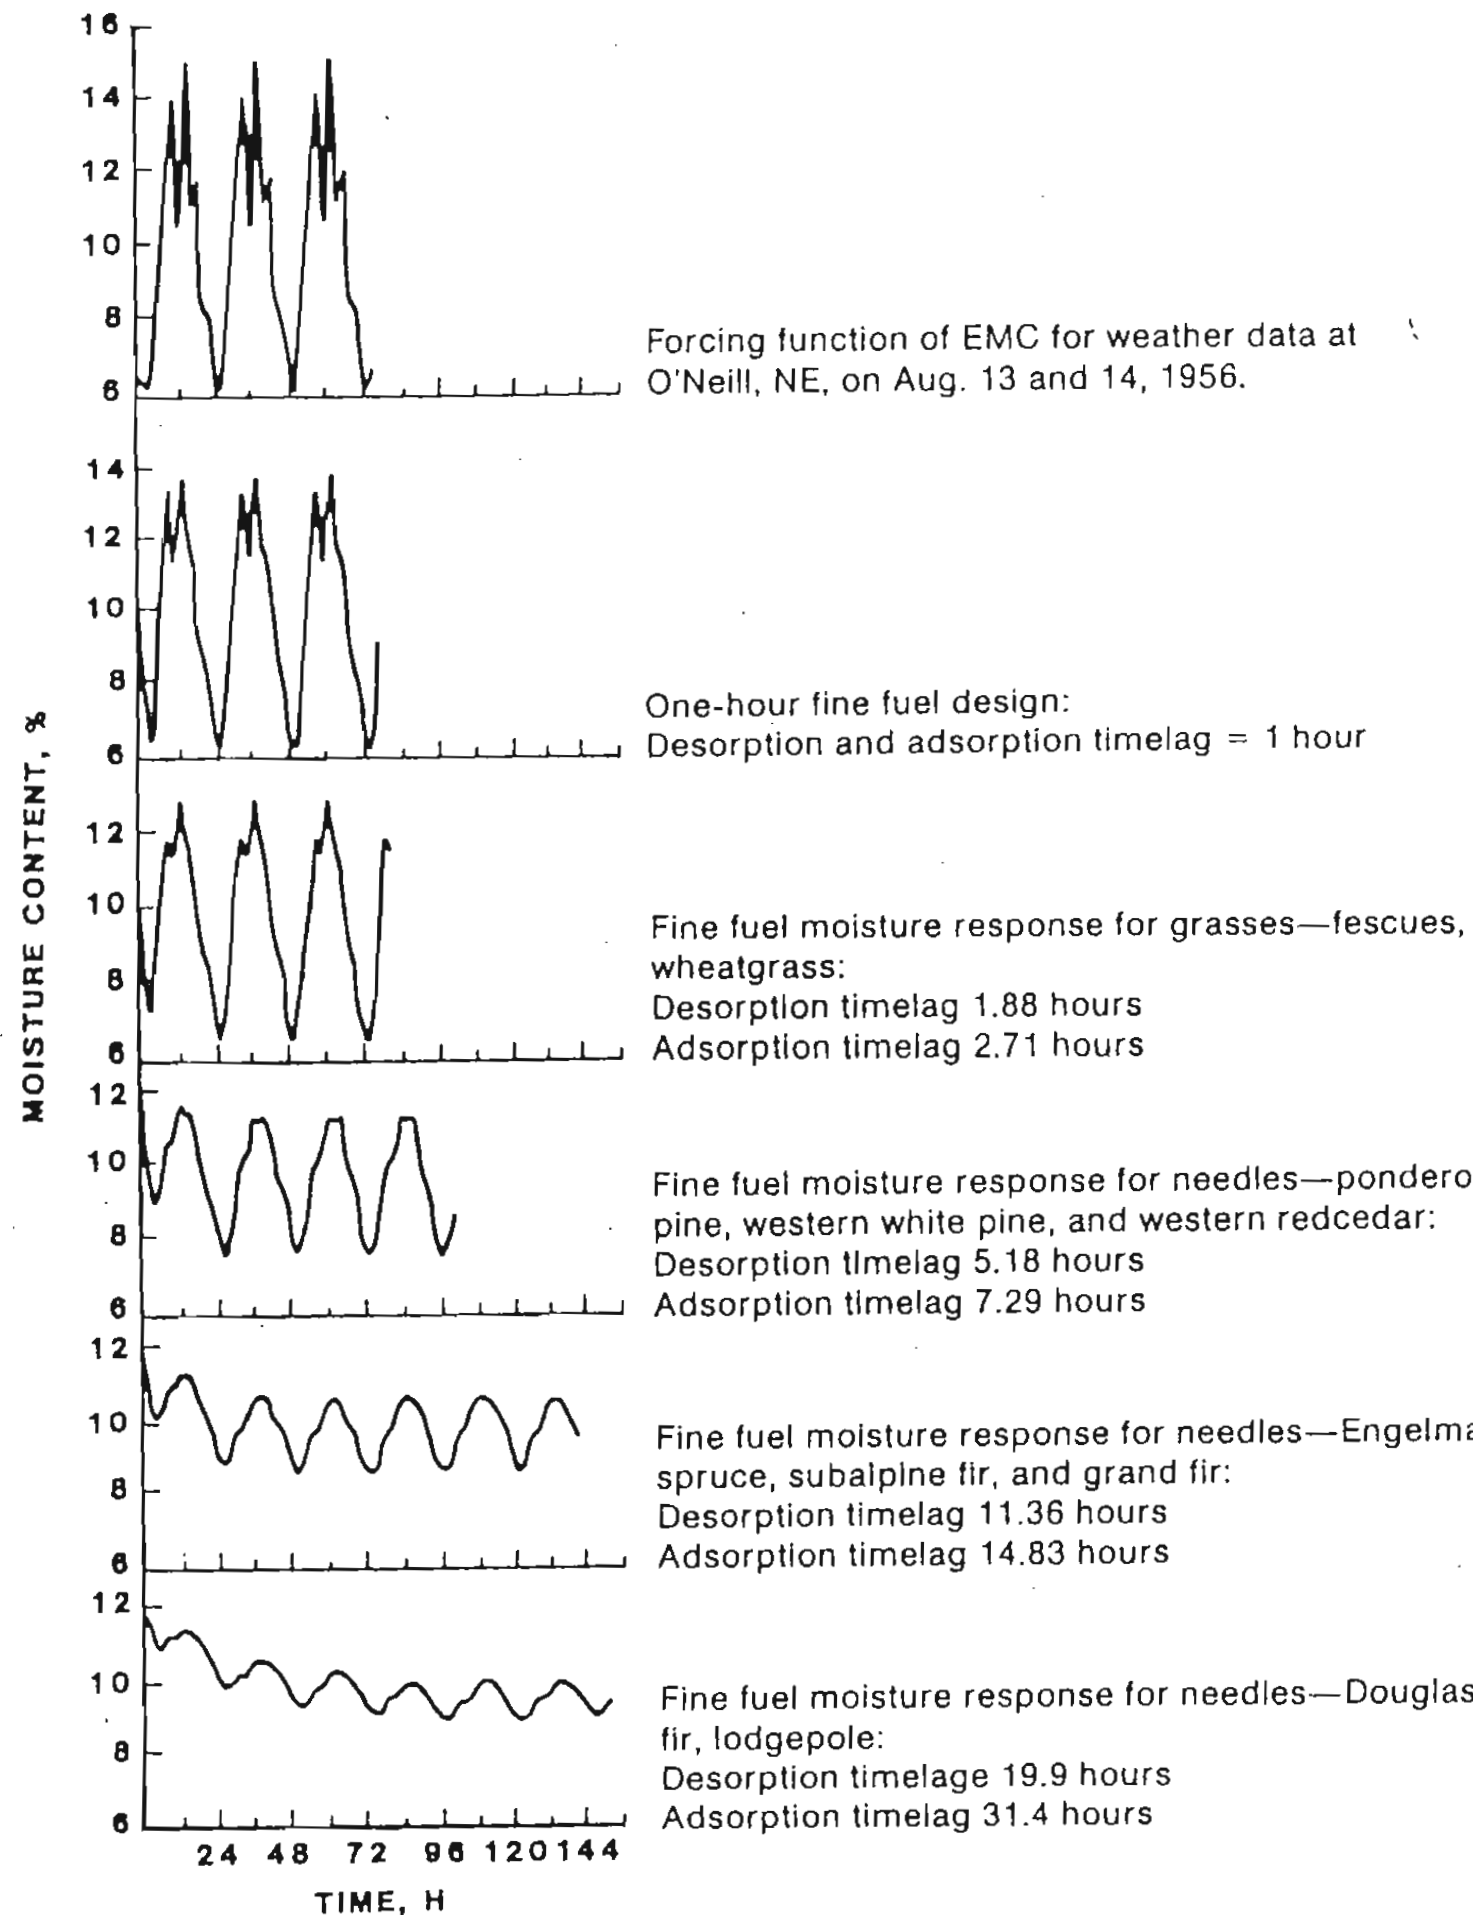 16
14
12
10
8
6
Forcing function of EMC for weather data at
O'Neill, NE, on Aug. 13 and 14, 1956.
14
12
10
8
6
One-hour fine fuel design:
Desorption and adsorption timelag = 1 hour
MOISTURE CONTENT, %
12
10
8
6
Fine fuel moisture response for grasses—fescues,
wheatgrass:
Desorption timelag 1.88 hours
Adsorption timelag 2.71 hours
12
10
8
6
Fine fuel moisture response for needles—pondero
pine, western white pine, and western redcedar:
Desorption timelag 5.18 hours
Adsorption timelag 7.29 hours
12
10
8
6
Fine fuel moisture response for needles—Engelma
spruce, subalpine fir, and grand fir:
Desorption timelag 11.36 hours
Adsorption timelag 14.83 hours
12
10
8
6
Fine fuel moisture response for needles—Douglas
fir, lodgepole:
Desorption timelage 19.9 hours
Adsorption timelag 31.4 hours
24 48 72 96 120 144
TIME, H